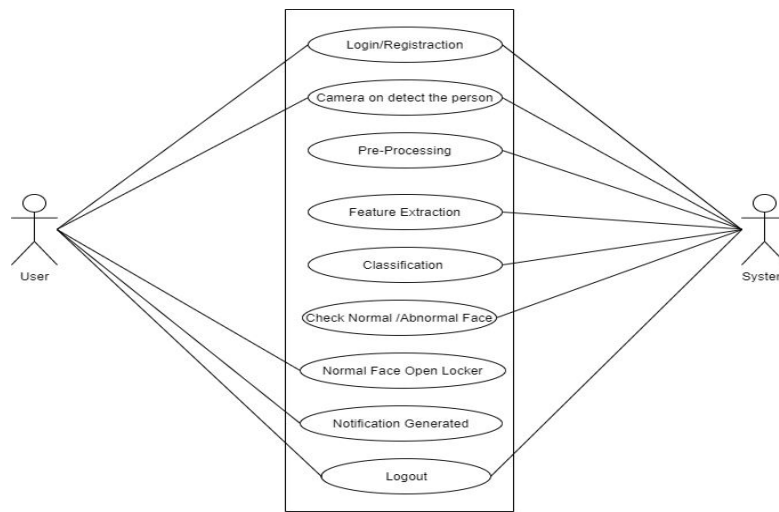 Login/Registraction
Camera on detect the person
Pre-Processing
Feature Extraction
Classification
Check Normal /Abnormal Face
Normal Face Open Locker
Notification Generated
Logout
User
System